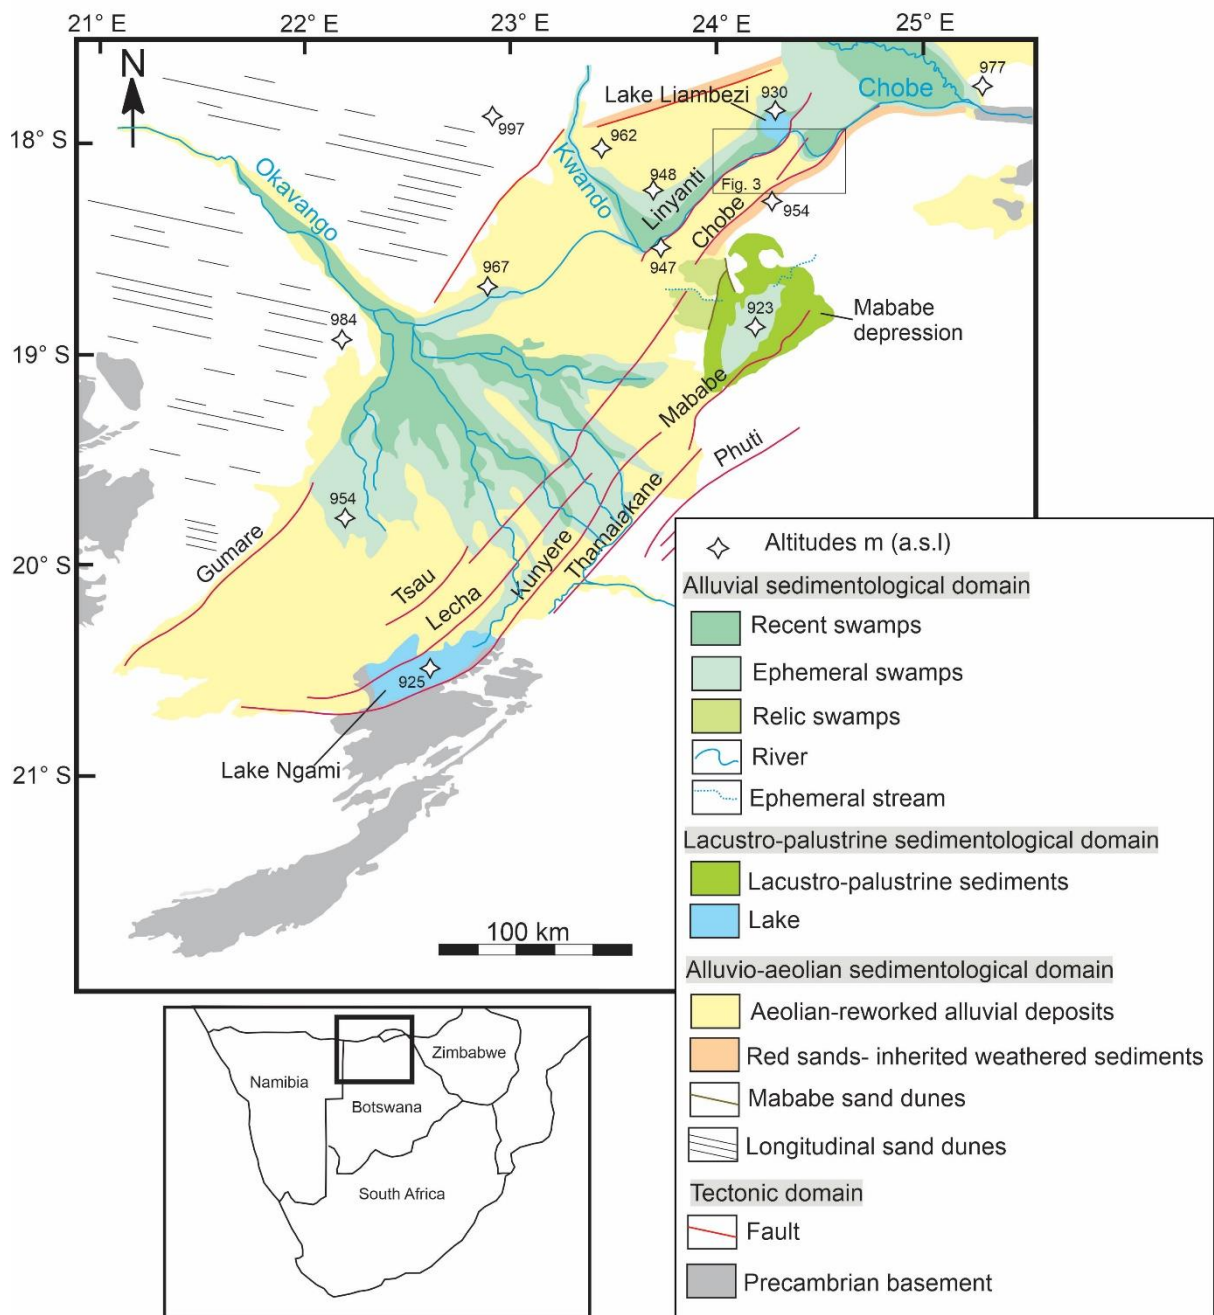 21° E
22° E
23° E
24° E
25° E
N
18° S
19° S
20° S
21° S
977
Chobe
Lake Liambezi
930
997
962
Okavango
Kwando
948
Linyanti
Fig. 3
Chobe
954
947
967
984
923
Mababe
depression
Mababe
Phuti
954
Gumare
Tsau
Lecha
Kunyere
Thamalakane
925
Lake Ngami
100 km
Altitudes m (a.s.l)
Alluvial sedimentological domain
Recent swamps
Ephemeral swamps
Relic swamps
River
Ephemeral stream
Lacustro-palustrine sedimentological domain
Lacustro-palustrine sediments
Lake
Alluvio-aeolian sedimentological domain
Aeolian-reworked alluvial deposits
Red sands- inherited weathered sediments
Mababe sand dunes
Longitudinal sand dunes
Tectonic domain
Fault
Precambrian basement
Namibia
Zimbabwe
Botswana
South Africa